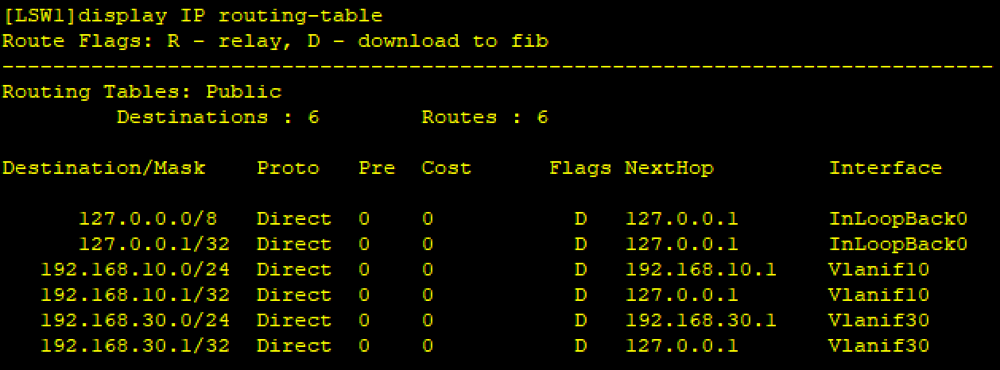 [LSW1]display IP routing-table
Route Flags: R - relay, D - download to fib
------------------------------------------------------------------------------
Routing Tables: Public
         Destinations : 6        Routes : 6

Destination/Mask    Proto   Pre  Cost      Flags NextHop         Interface

      127.0.0.0/8   Direct  0    0           D   127.0.0.1       InLoopBack0
      127.0.0.1/32  Direct  0    0           D   127.0.0.1       InLoopBack0
   192.168.10.0/24  Direct  0    0           D   192.168.10.1    Vlanif10
   192.168.10.1/32  Direct  0    0           D   127.0.0.1       Vlanif10
   192.168.30.0/24  Direct  0    0           D   192.168.30.1    Vlanif30
   192.168.30.1/32  Direct  0    0           D   127.0.0.1       Vlanif30